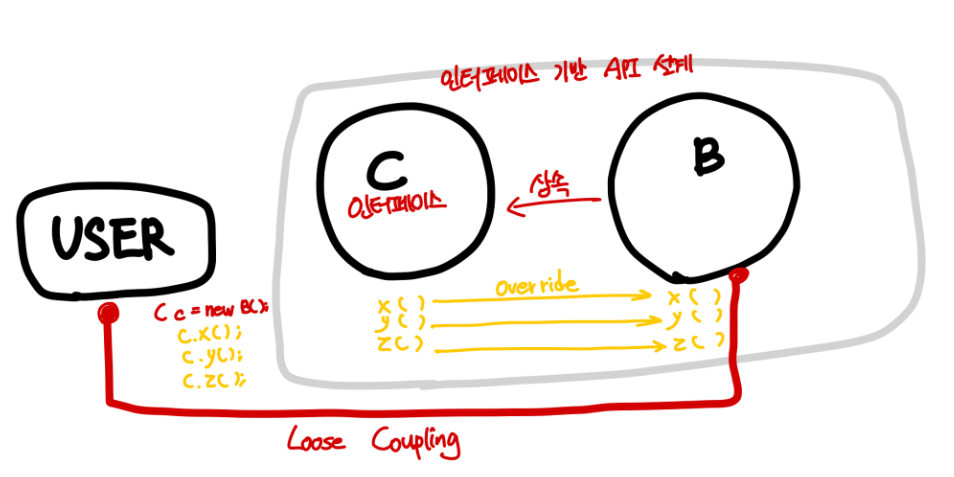 인터페이스 기반 API 설계
C
인터페이스
상속
B
USER
C c = new B();
c.x();
c.y();
c.z();
override
x( )
y( )
z( )
x( )
y( )
z( )
Loose Coupling